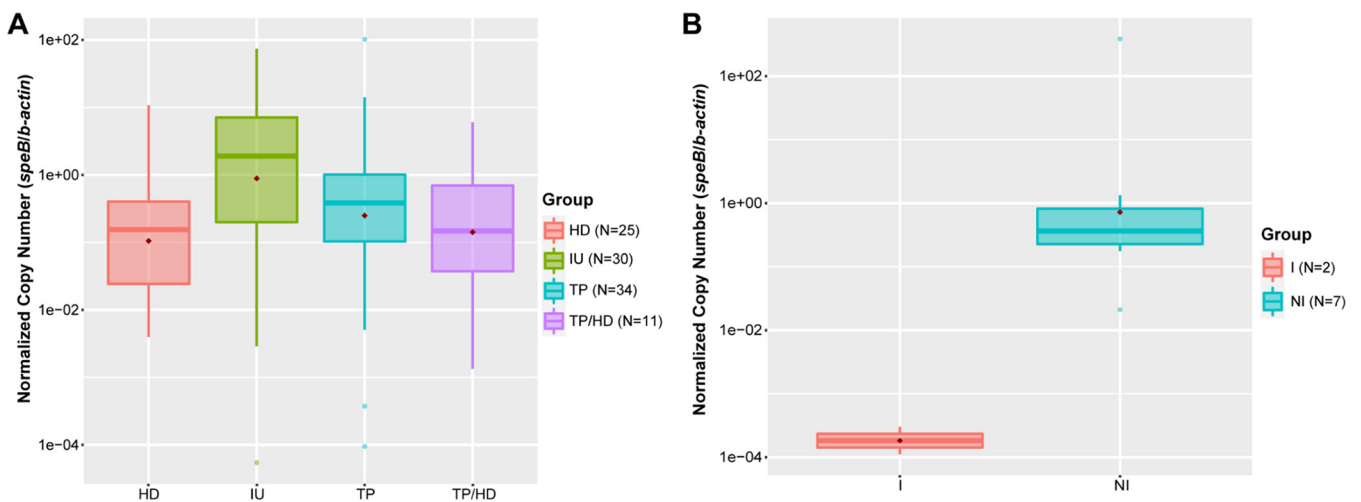 A
Normalized Copy Number (speB/b-actin)
1e+02
1e+00
1e-02
1e-04
HD
IU
TP
TP/HD
Group
HD (N=25)
IU (N=30)
TP (N=34)
TP/HD (N=11)
B
Normalized Copy Number (speB/b-actin)
1e+02
1e+00
1e-02
1e-04
I
NI
Group
I (N=2)
NI (N=7)